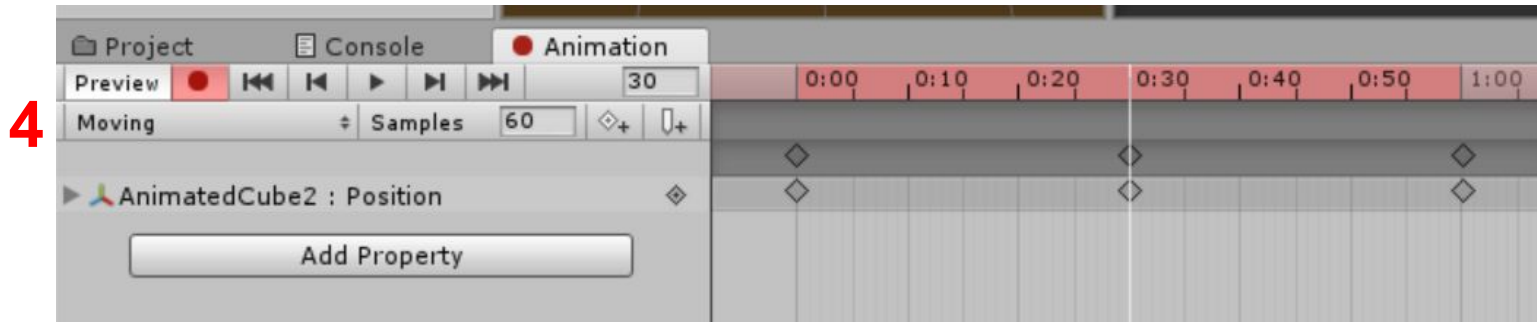 Project Console Animation
Preview 30 0:00 0:10 0:20 0:30 0:40 0:50 1:00
4
Moving Samples 60
AnimatedCube2 : Position
Add Property